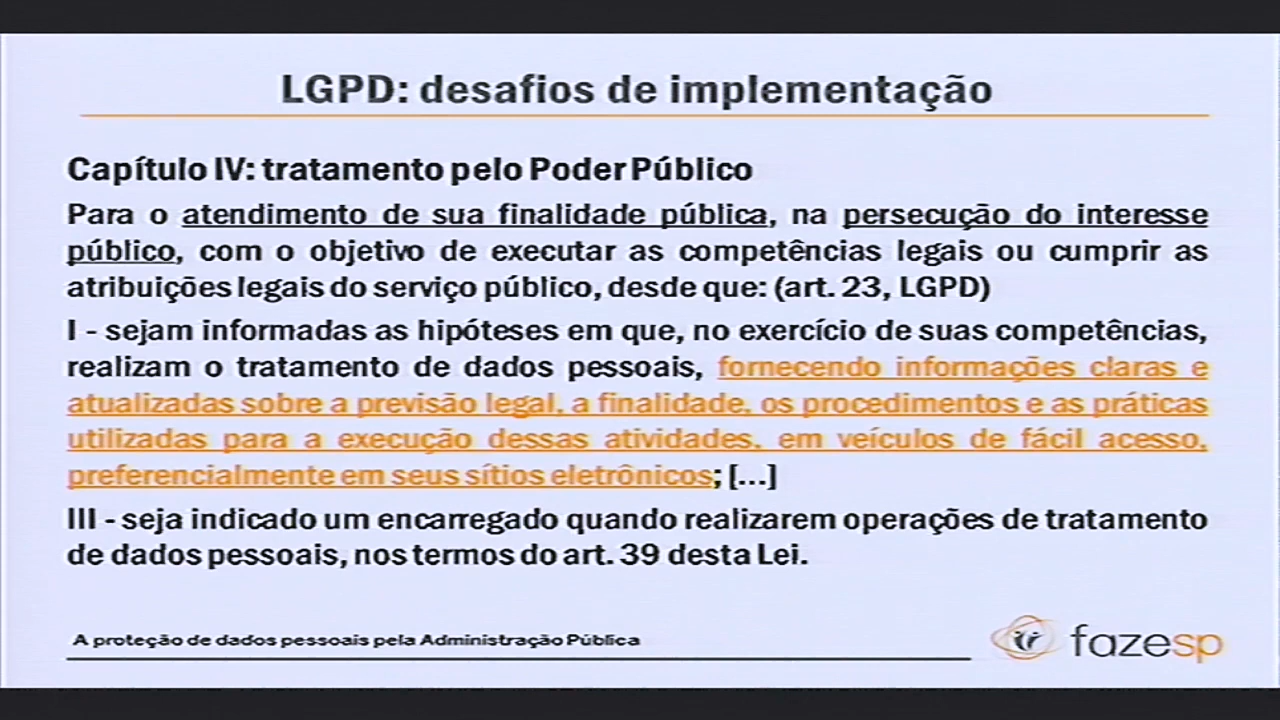 LGPD: desafios de implementação
Capítulo IV: tratamento pelo Poder Público
Para o atendimento de sua finalidade pública, na persecução do interesse
público, com o objetivo de executar as competências legais ou cumprir as
atribuições legais do serviço público, desde que: (art. 23, LGPD)
I - sejam informadas as hipóteses em que, no exercício de suas competências,
realizam o tratamento de dados pessoais, fornecendo informações claras e
atualizadas sobre a previsão legal, a finalidade, os procedimentos e as práticas
utilizadas para a execução dessas atividades, em veículos de fácil acesso,
preferencialmente em seus sítios eletrônicos; [...]
III - seja indicado um encarregado quando realizarem operações de tratamento
de dados pessoais, nos termos do art. 39 desta Lei.
A proteção de dados pessoais pela Administração Pública
fazesp